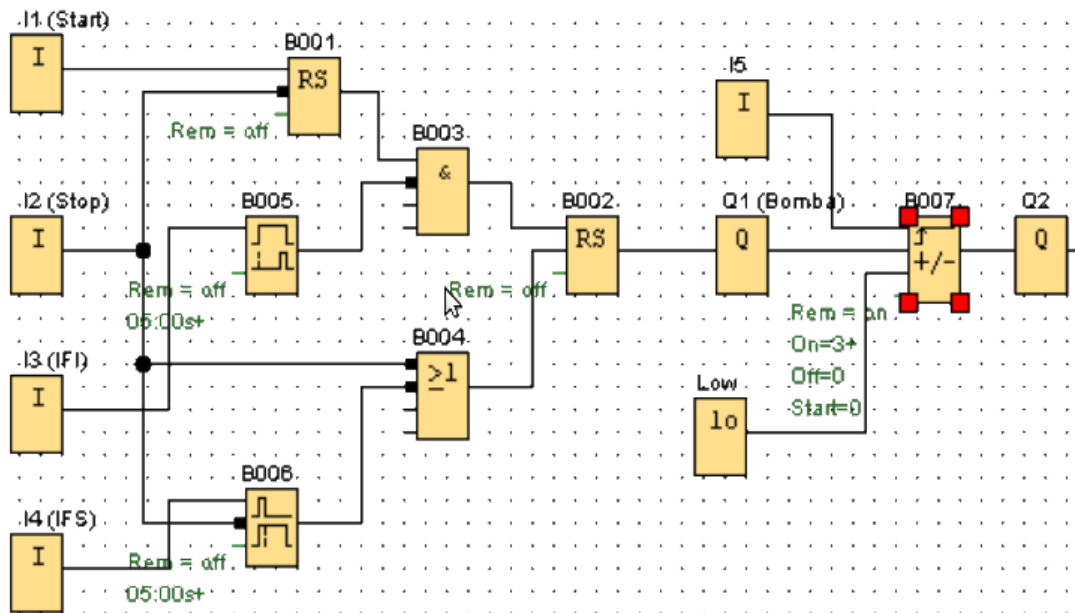 I1 (Start)
I
B001
RS
Rem = off
B003
&
I5
I
I2 (Stop)
I
B005
Rem = off
05:00s+
B002
RS
Rem = off
Q1 (Bomba)
Q
B007
+/-
Rem = on
On=3+
Off=0
Start=0
Q2
Q
I3 (IFI)
I
B004
≥1
Low
lo
B006
Rem = off
05:00s+
I4 (IFS)
I